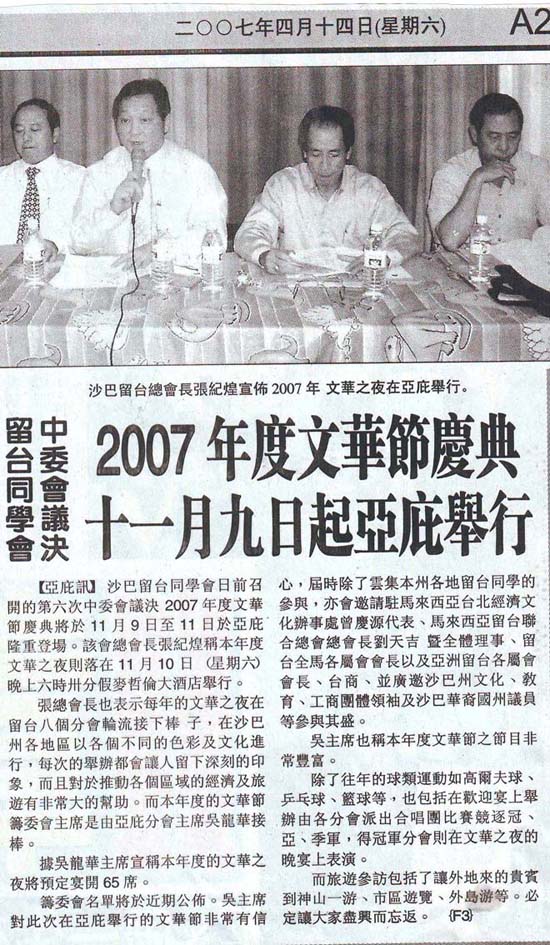 二○○七年四月十四日(星期六)
A2
沙巴留台總會長張紀煌宣佈2007年 文華之夜在亞庇舉行。
中委會議決
留台同學會
2007年度文華節慶典
十一月九日起亞庇舉行
【亞庇訊】沙巴留台同學會日前召
開的第六次中委會議決2007年度文華
節慶典將於11月9日至11日於亞庇
隆重登場。該會總會長張紀煌稱本年度
文華之夜則落在11月10日（星期六）
晚上六時卅分假麥哲倫大酒店舉行。
張總會長也表示每年的文華之夜在
留台八個分會輪流接下棒 子，在沙巴
州各地區以各個不同的色彩及文化進
行，每次的舉辦都會讓人留下深刻的印
象，而且對於推動各個區域的經濟及旅
遊有非常大的幫助。而本年度的文華節
籌委會主席是由亞庇分會主席吳龍華接
棒。
據吳龍華主席宣稱本年度的文華之
夜將預定宴開65席。
籌委會名單將於近期公佈。吳主席
對此次在亞庇舉行的文華節非常有信
心，屆時除了雲集本州各地留台同學的
參與，亦會邀請駐馬來西亞台北經濟文
化辦事處曾慶源代表、馬來西亞留台聯
合總會總會長劉天吉 暨全體理事、留
台全馬各屬會會長以及亞洲留台各屬會
會長、台商、並廣邀沙巴州文化、教
育、工商團體領袖及沙巴華裔國州議員
等參與其盛。
吳主席也稱本年度文華節之節目非
常豐富。
除了往年的球類運動如高爾夫球、
乒乓球、籃球等，也包括在歡迎宴上舉
辦由各分會派出合唱團比賽競逐冠、
亞、季軍，得冠軍分會則在文華之夜的
晚宴上表演。
而旅遊參訪包括了讓外地來的貴賓
到神山一游、市區遊覽、外島游等。必
定讓大家盡興而忘返。 (F3)